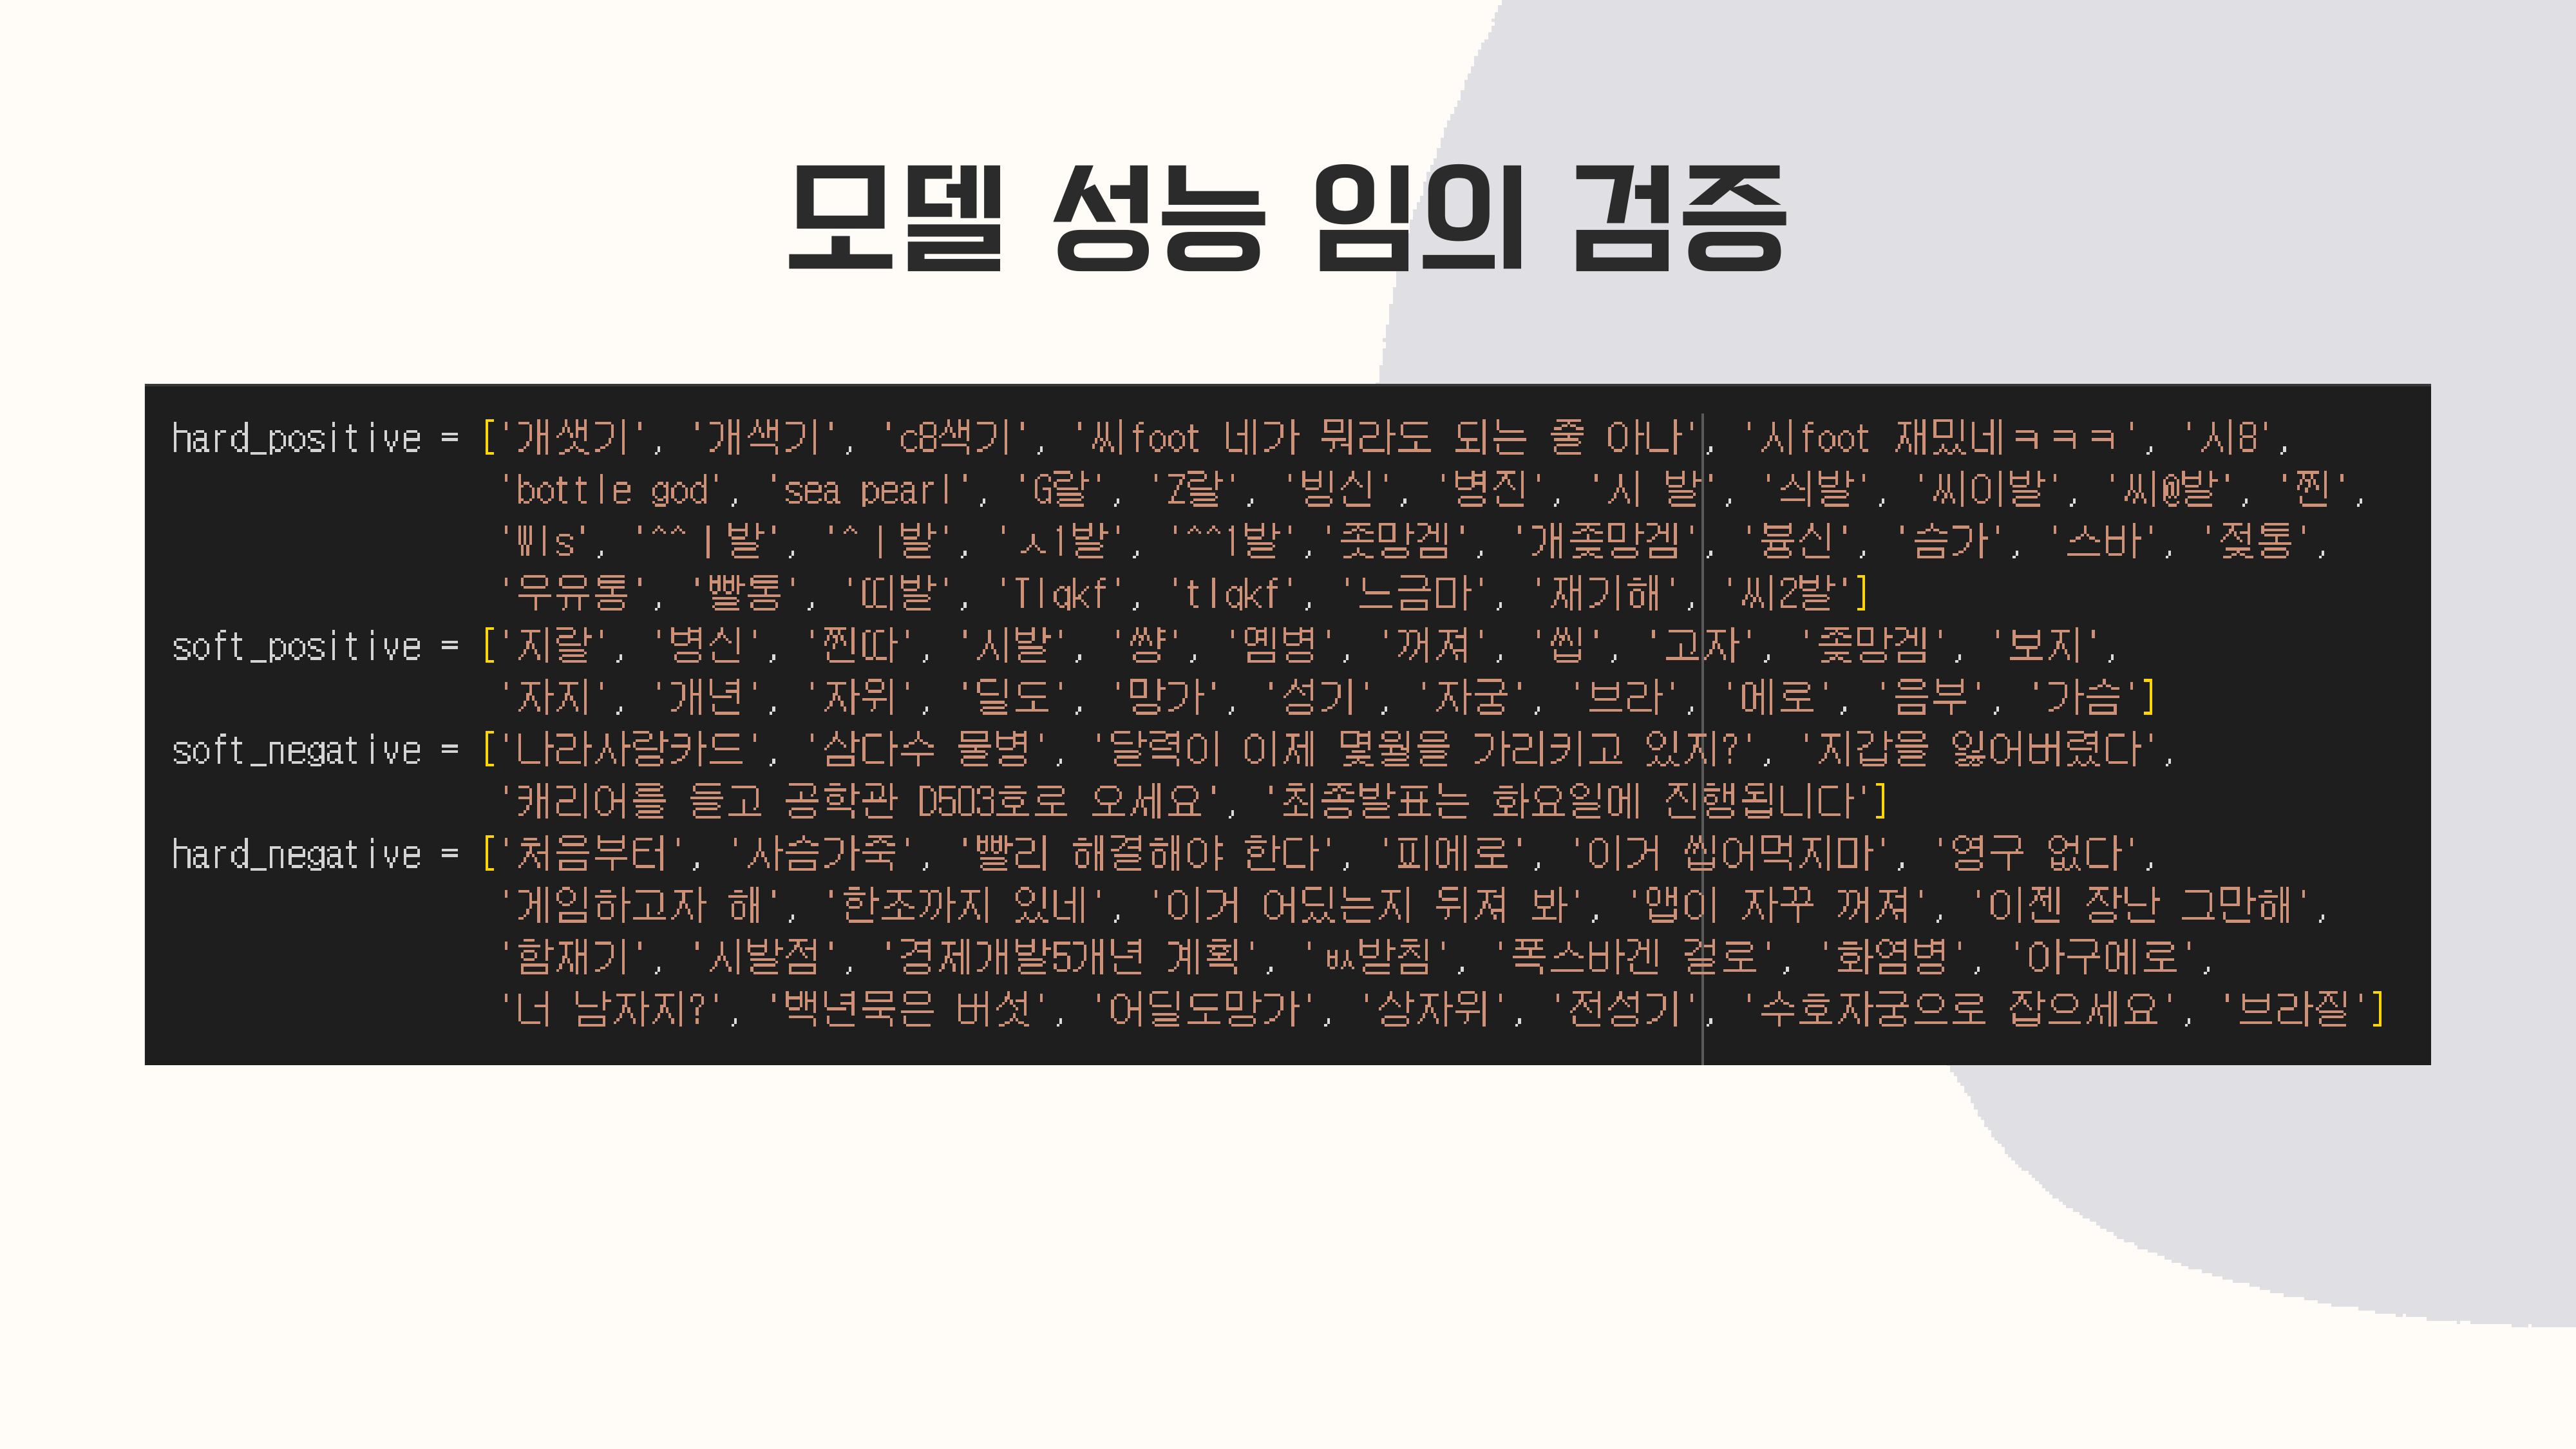 모델 성능 임의 검증
hard_positive = ['개셋기', '개색기', 'c8색기', '씨foot 네가 뭐라도 되는 줄 아나', '시foot 재밌네ㅋㅋㅋ', '시8',
'bottle god', 'sea pearl', 'G랄', 'Z랄', '빙신', '병진', '시 발', '싀발', '씨이발', '씨@발', '찐',
'\\\\ls', '^^ㅣ발', '^ㅣ발', 'ㅅ1발', '^^1발','좃망겜', '개좆망겜', '븅신', '슴가', '스바', '젖통',
'우유통', '빨통', '띠발', 'Tlqkf', 'tlqkf', '느금마', '재기해', '씨2발']
soft_positive = ['지랄', '병신', '찐따', '시발', '썅', '옘병', '꺼져', '씹', '고자', '좆망겜', '보지',
'자지', '개년', '자위', '딜도', '망가', '성기', '자궁', '브라', '에로', '음부', '가슴']
soft_negative = ['나라사랑카드', '삼다수 물병', '달력이 이제 몇월을 가리키고 있지?', '지갑을 잃어버렸다',
'캐리어를 들고 공학관 D503호로 오세요', '최종발표는 화요일에 진행됩니다']
hard_negative = ['처음부터', '사슴가죽', '빨리 해결해야 한다', '피에로', '이거 씹어먹지마', '영구 없다',
'게임하고자 해', '한조까지 있네', '이거 어딨는지 뒤져 봐', '앱이 자꾸 꺼져', '이젠 장난 그만해',
'함재기', '시발점', '경제개발5개년 계획', 'ㅄ받침', '폭스바겐 걸로', '화염병', '아구에로',
'너 남자지?', '백년묵은 버섯', '어딜도망가', '상자위', '전성기', '수호자궁으로 잡으세요', '브라질']